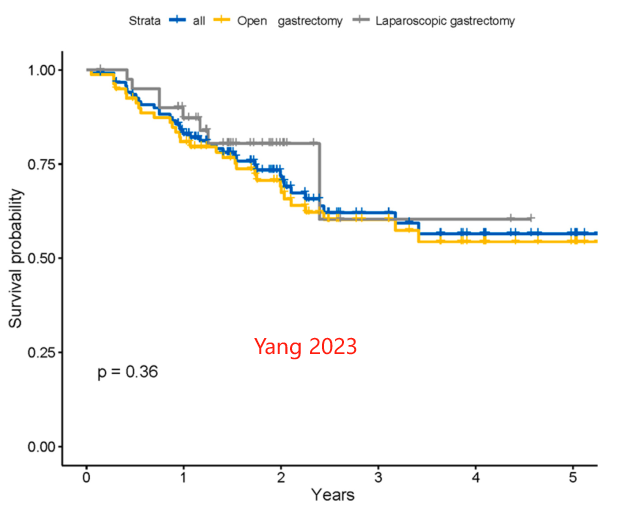 Strata all Open gastrectomy Laparoscopic gastrectomy
1.00
0.75
0.50
0.25
0.00
Survival probability
Yang 2023
p = 0.36
0 1 2 3 4 5
Years